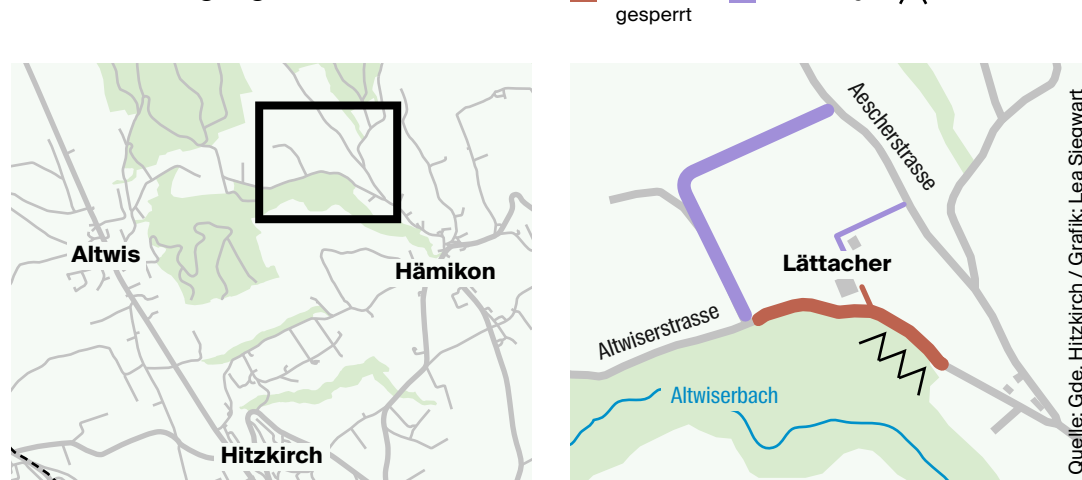 gesperrt
Altwis
Hämikon
Hitzkirch
Aescherstrasse
Lättacher
Altwiserstrasse
Altwiserbach
Quelle: Gde. Hitzkirch / Grafik: Lea Siegwart